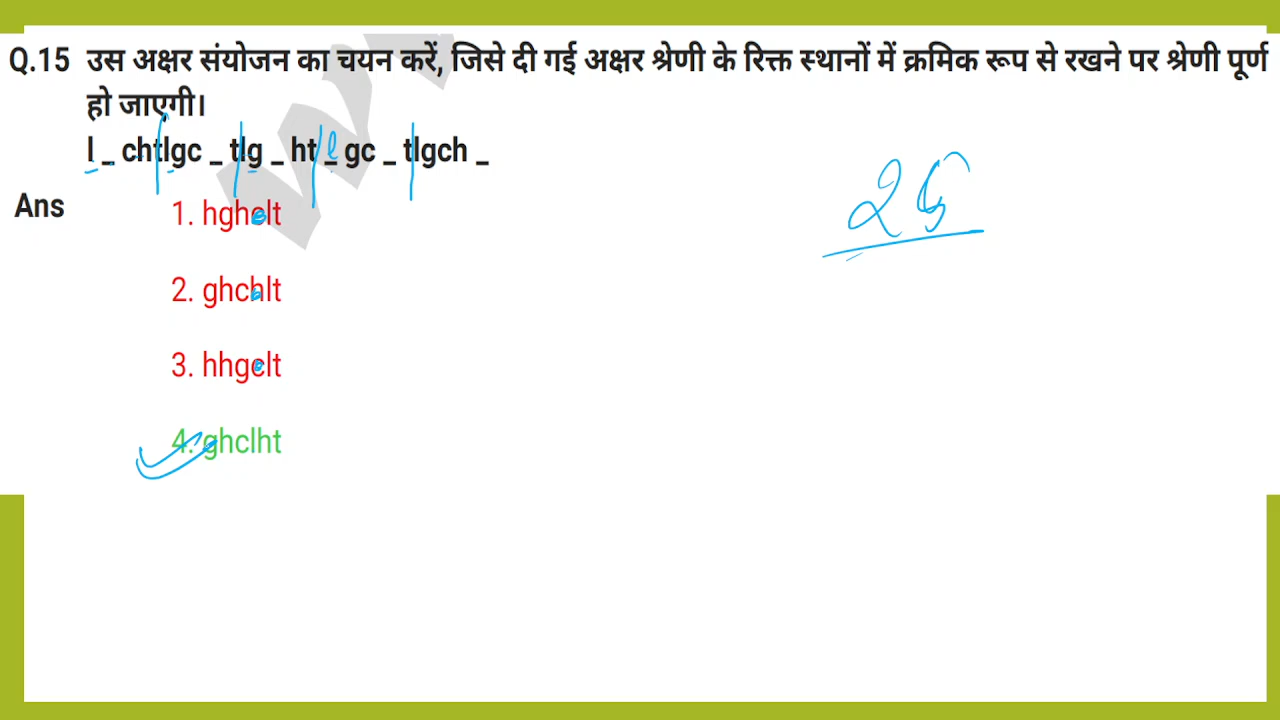 Q.15 उस अक्षर संयोजन का चयन करें, जिसे दी गई अक्षर श्रेणी के रिक्त स्थानों में क्रमिक रूप से रखने पर श्रेणी पूर्ण
हो जाएगी।
l _ chtlgc _ tlg _ ht _ gc _ tlgch _
l
25
Ans
1. hghclt
2. ghchlt
3. hhgclt
4. ghclht